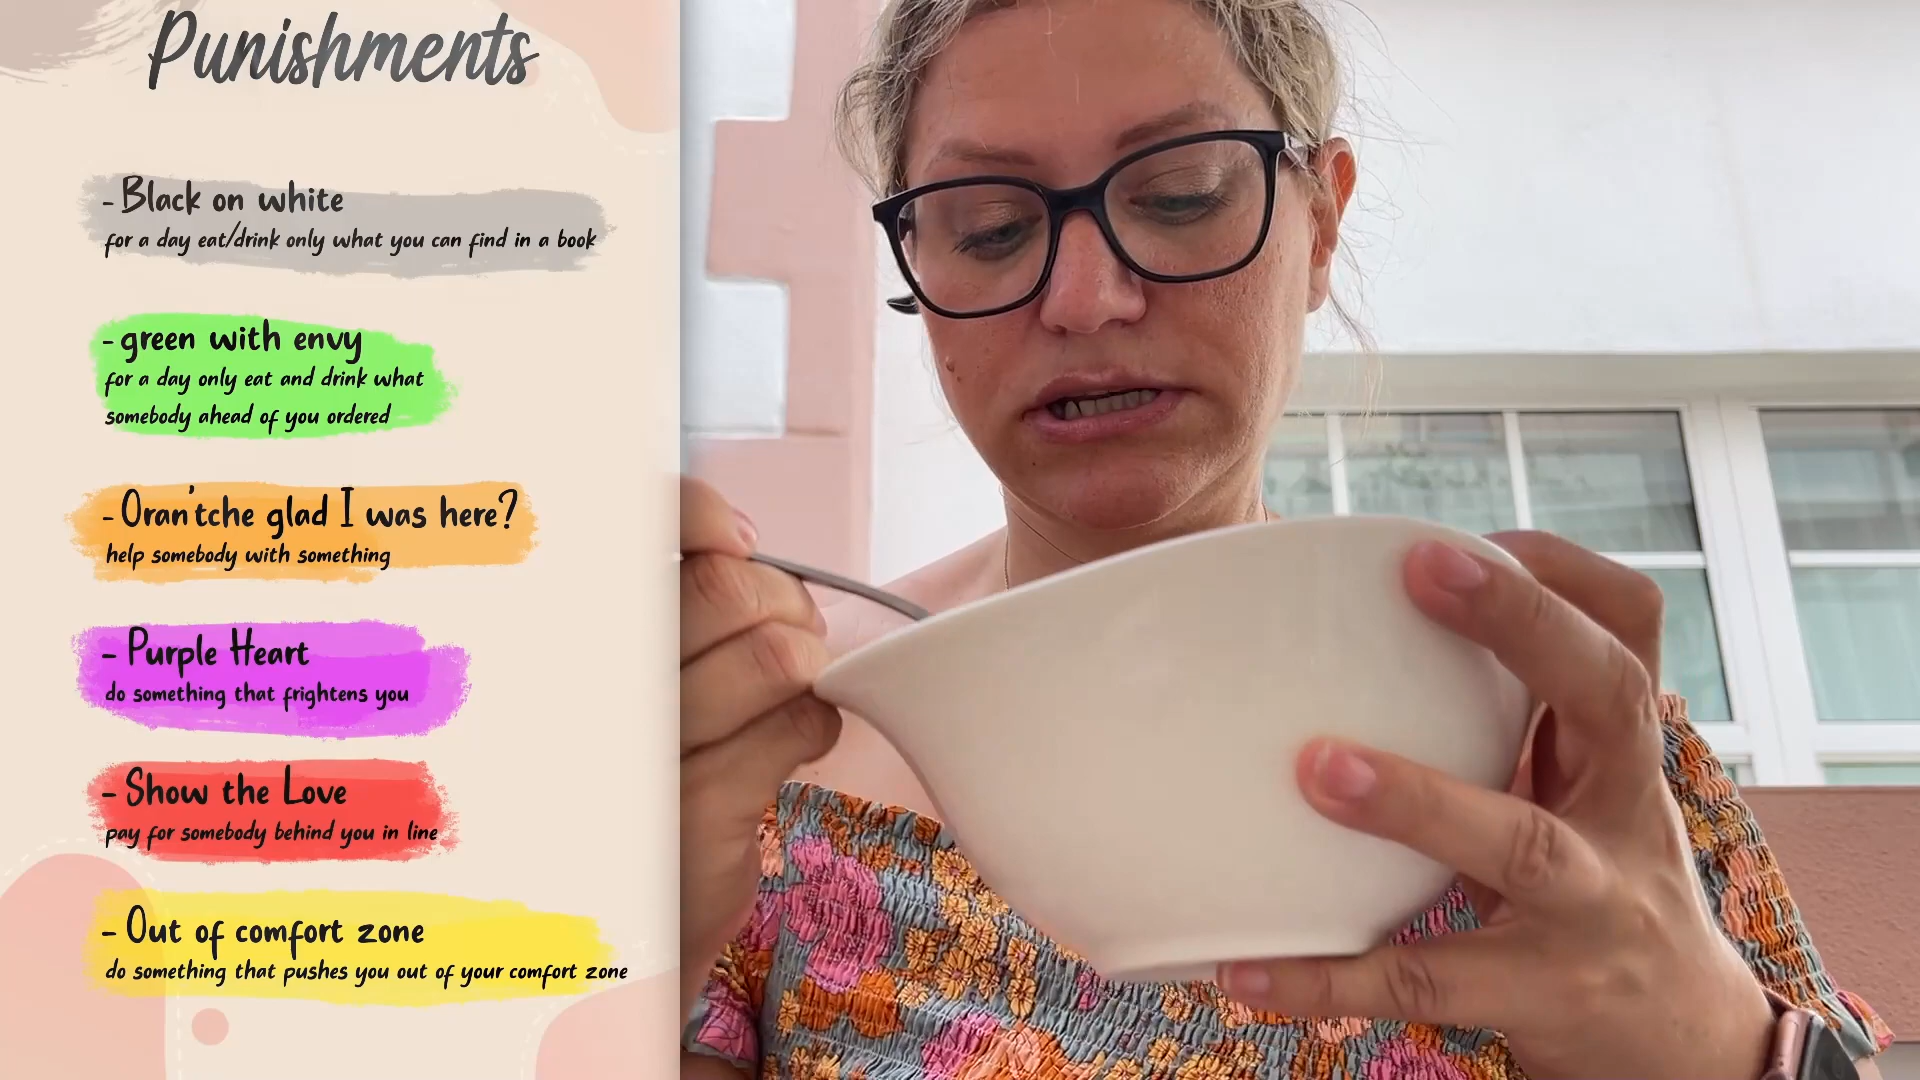 Punishments
- Black on white
for a day eat/drink only what you can find in a book
- green with envy
for a day only eat and drink what
somebody ahead of you ordered
- Oran'tche glad I was here?
help somebody with something
- Purple Heart
do something that frightens you
- Show the Love
pay for somebody behind you in line
- Out of comfort zone
do something that pushes you out of your comfort zone